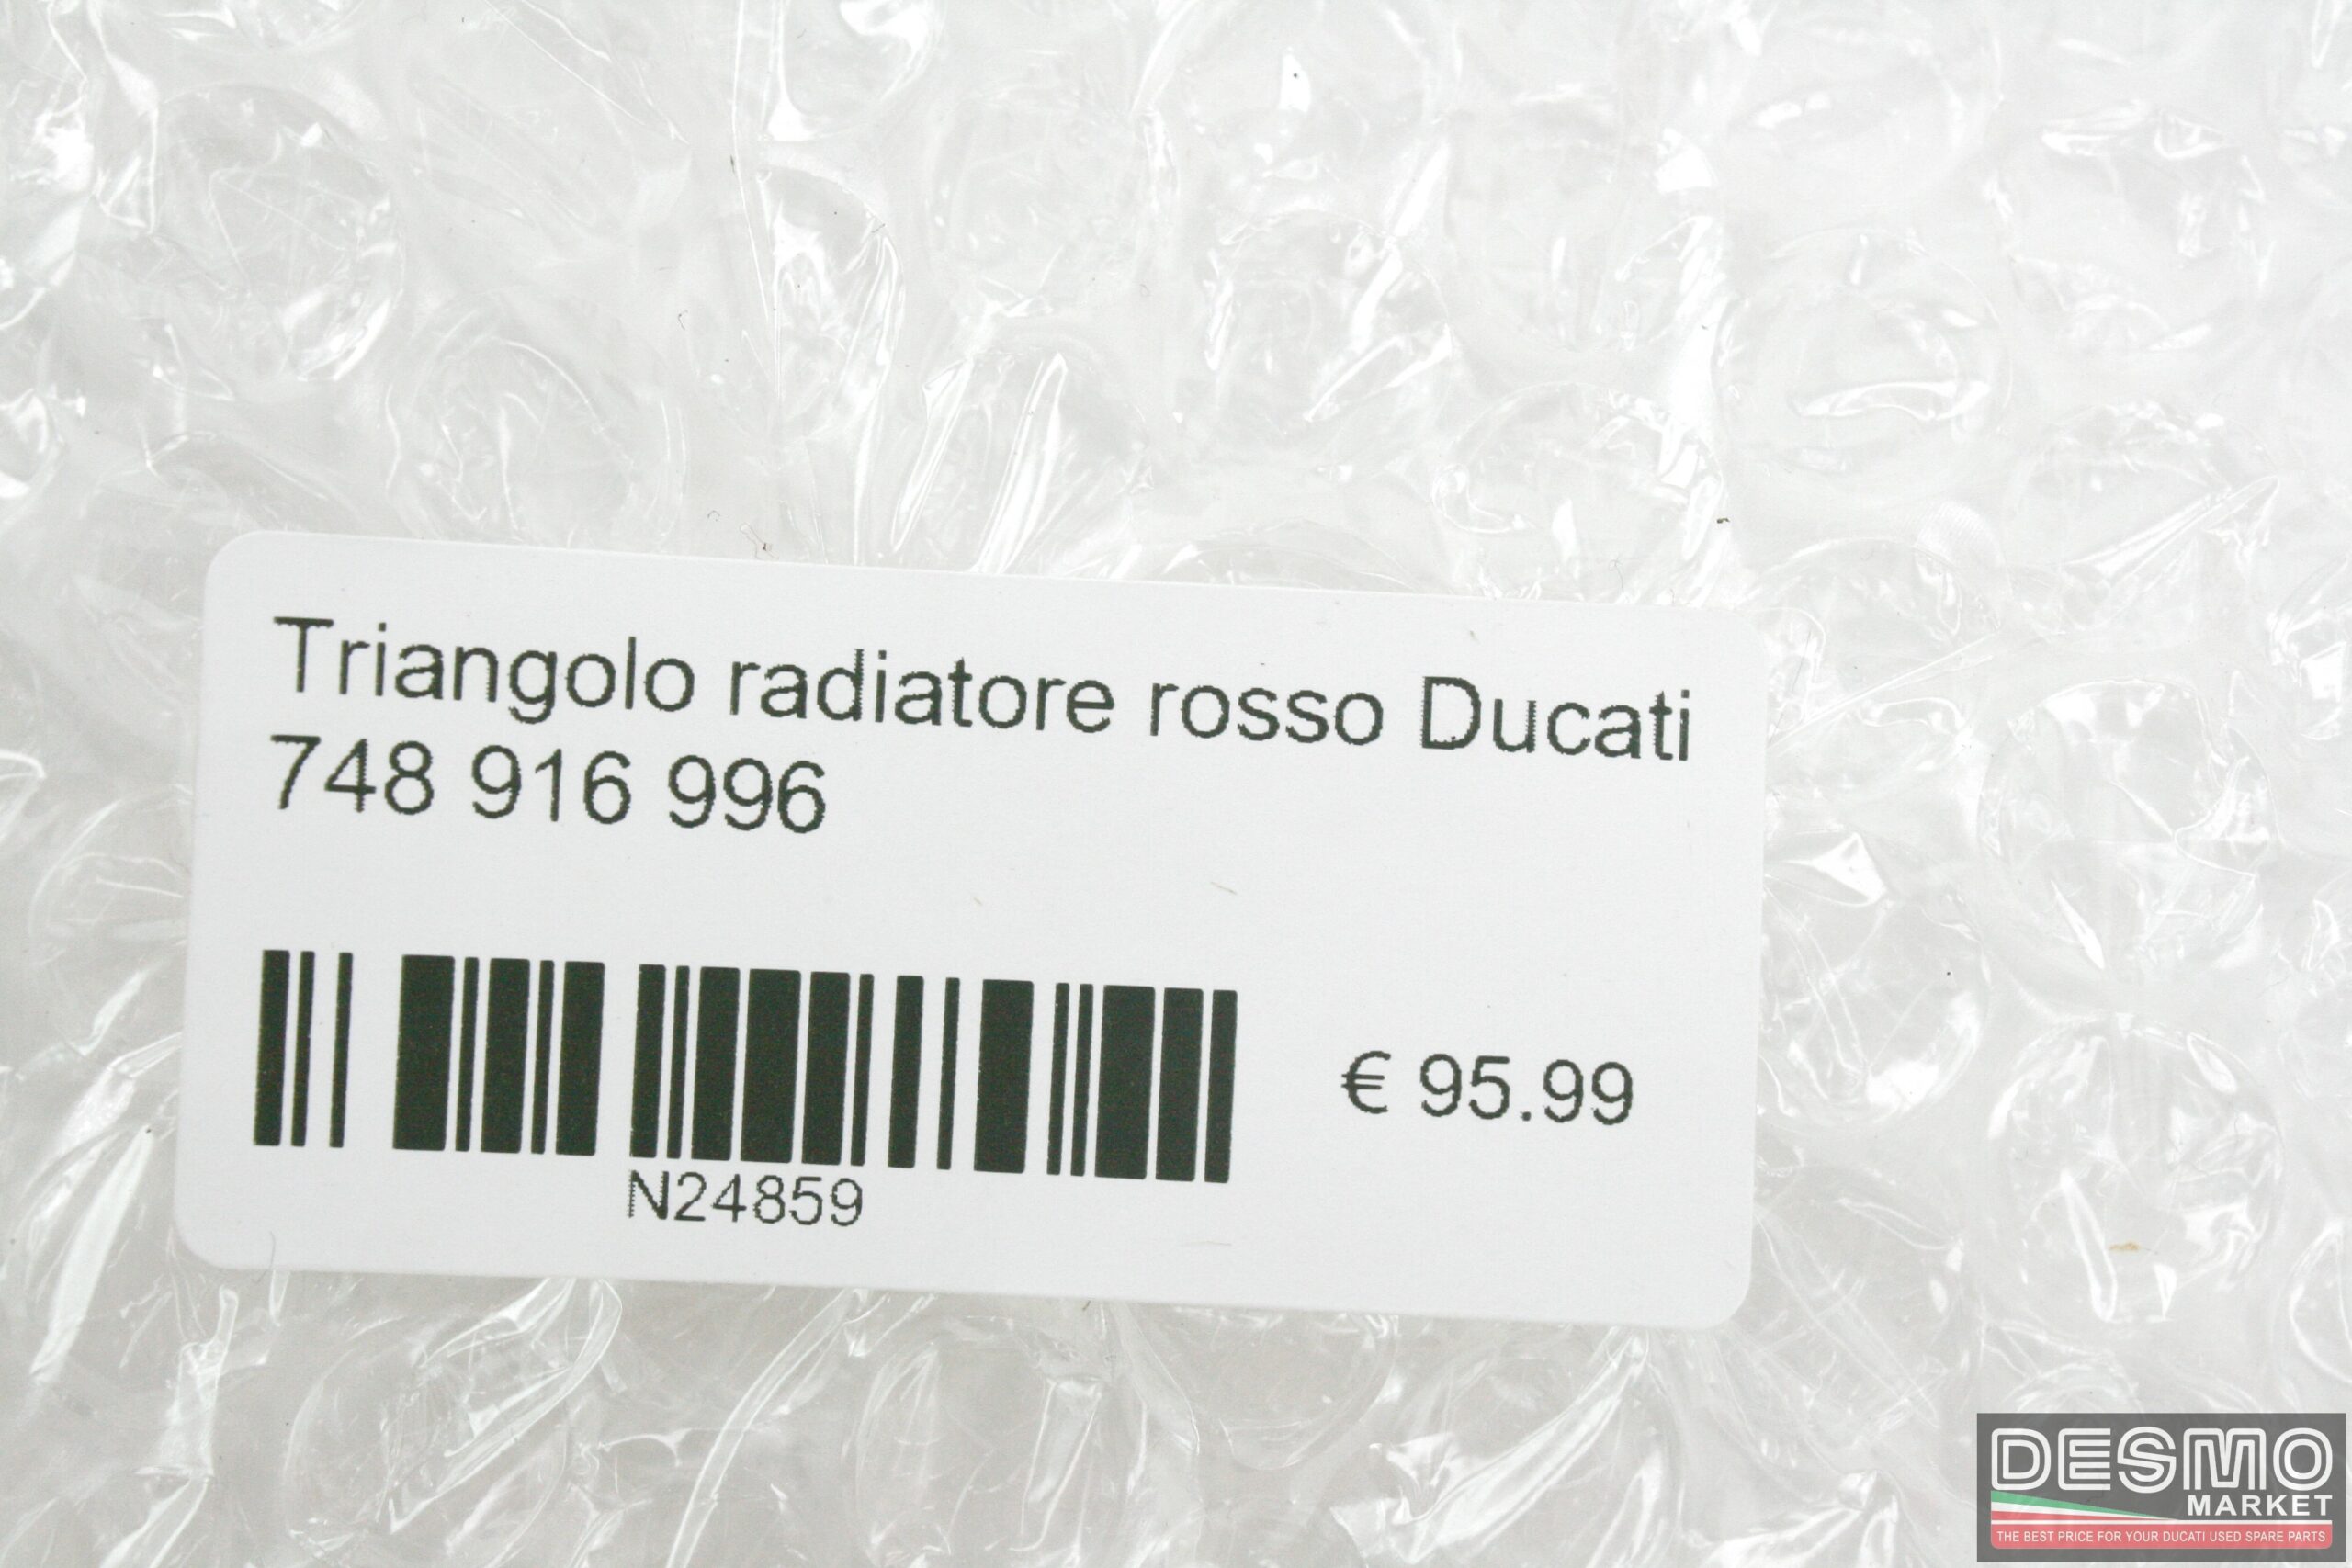 Triangolo radiatore rosso Ducati
748 916 996
€ 95.99
N24859
DESMO
MARKET
THE BEST PRICE FOR YOUR DUCATI USED SPARE PARTS